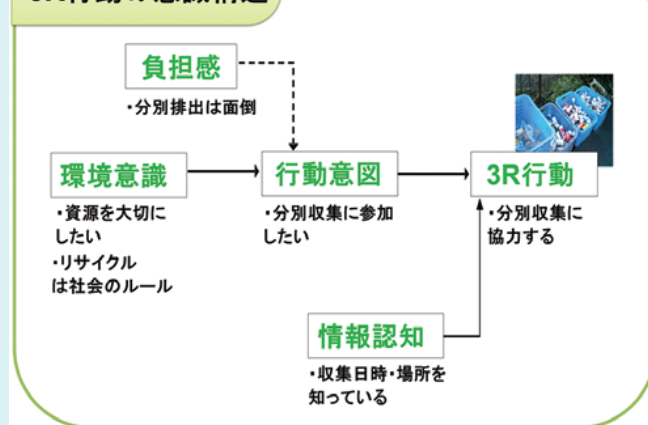 負担感
・分別排出は面倒
環境意識
・資源を大切に
したい
・リサイクル
は社会のルール
行動意図
・分別収集に参加
したい
3R行動
・分別収集に
協力する
情報認知
・収集日時・場所を
知っている